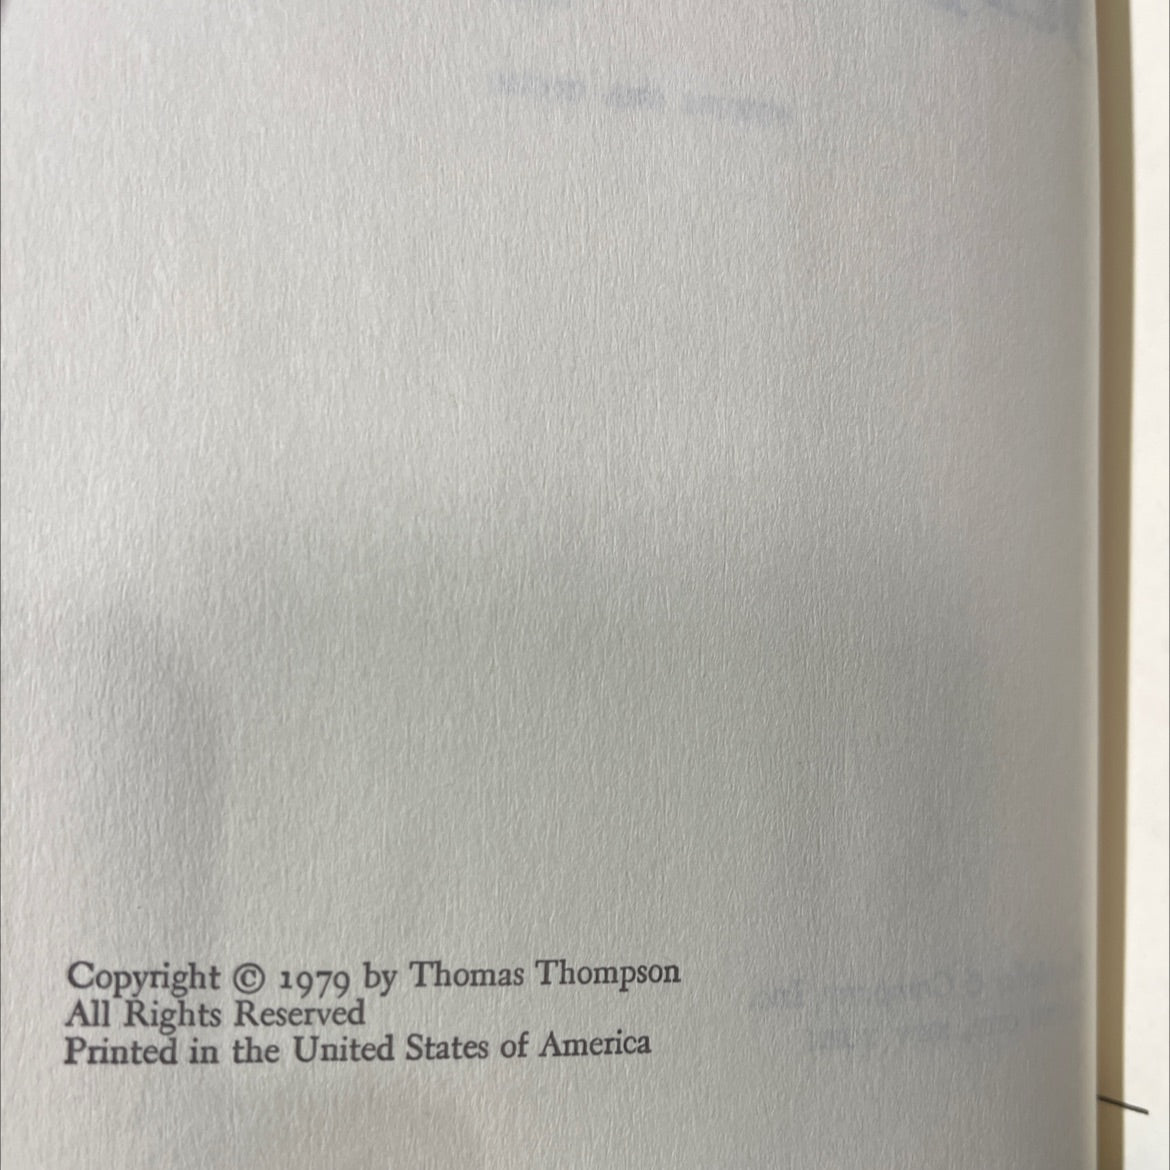 Copyright © 1979 by Thomas Thompson
All Rights Reserved
Printed in the United States of America